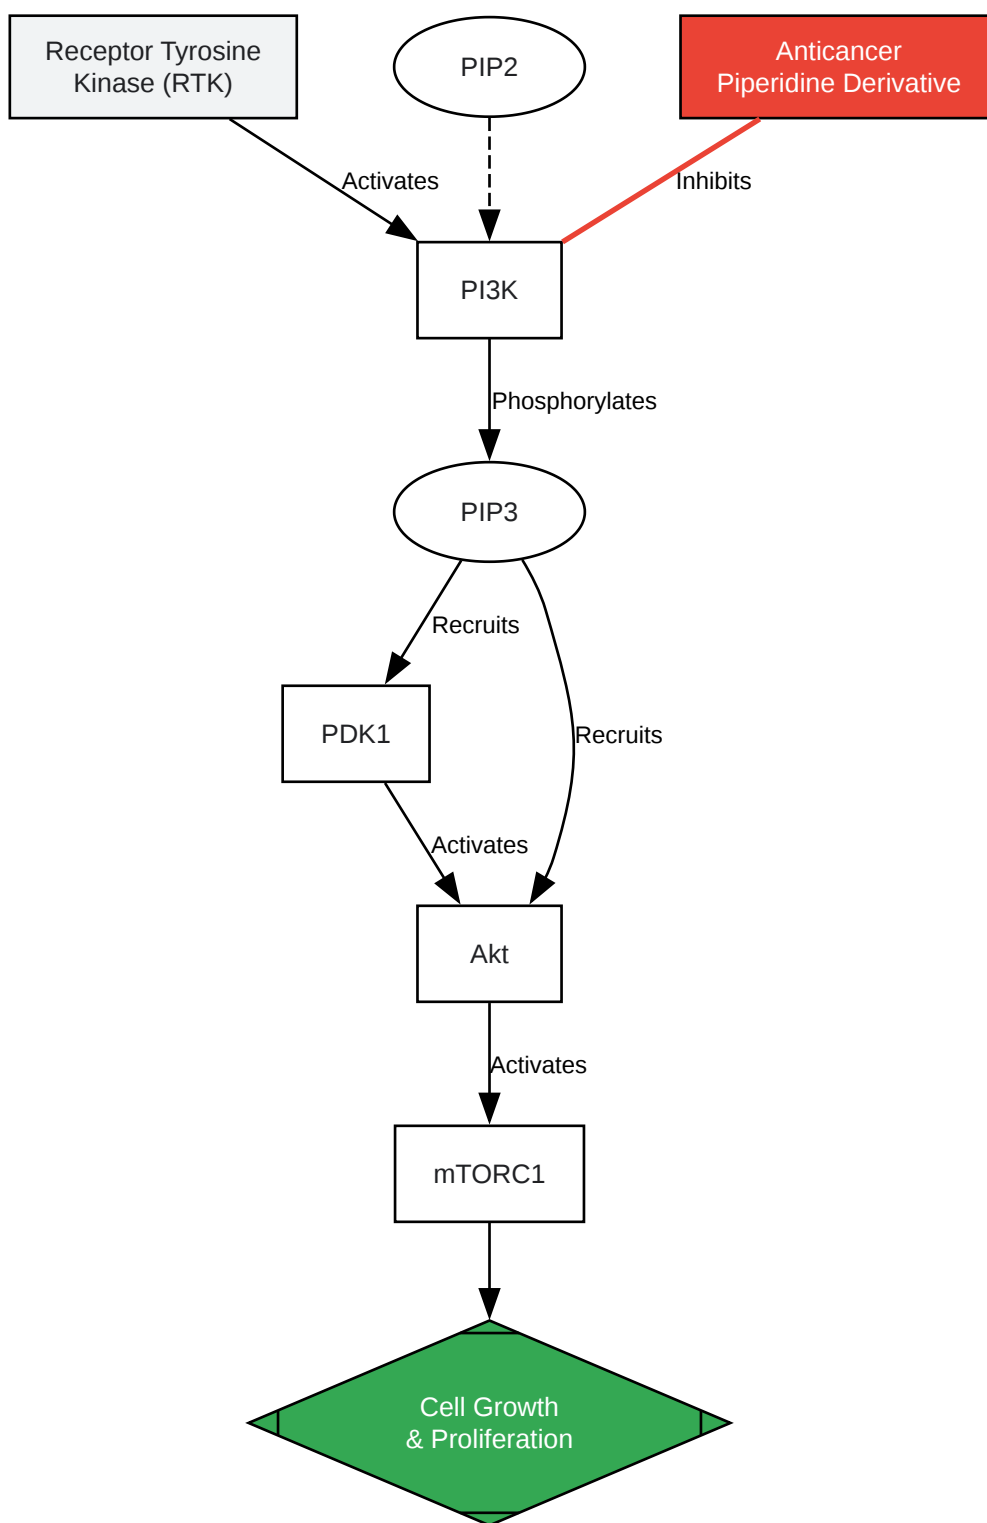 Receptor Tyrosine
Kinase (RTK)
PIP2
Anticancer
Piperidine Derivative
Activates
Inhibits
PI3K
Phosphorylates
PIP3
Recruits
PDK1
Recruits
Activates
Akt
Activates
mTORC1
Cell Growth
& Proliferation